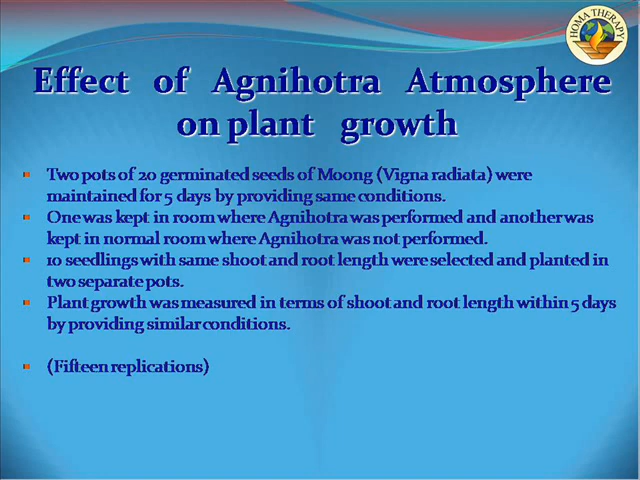 HOMA THERAPY
Effect of Agnihotra Atmosphere
on plant growth
Two pots of 20 germinated seeds of Moong (Vigna radiata) were
maintained for 5 days by providing same conditions.
One was kept in room where Agnihotra was performed and another was
kept in normal room where Agnihotra was not performed.
10 seedlings with same shoot and root length were selected and planted in
two separate pots.
Plant growth was measured in terms of shoot and root length within 5 days
by providing similar conditions.
(Fifteen replications)